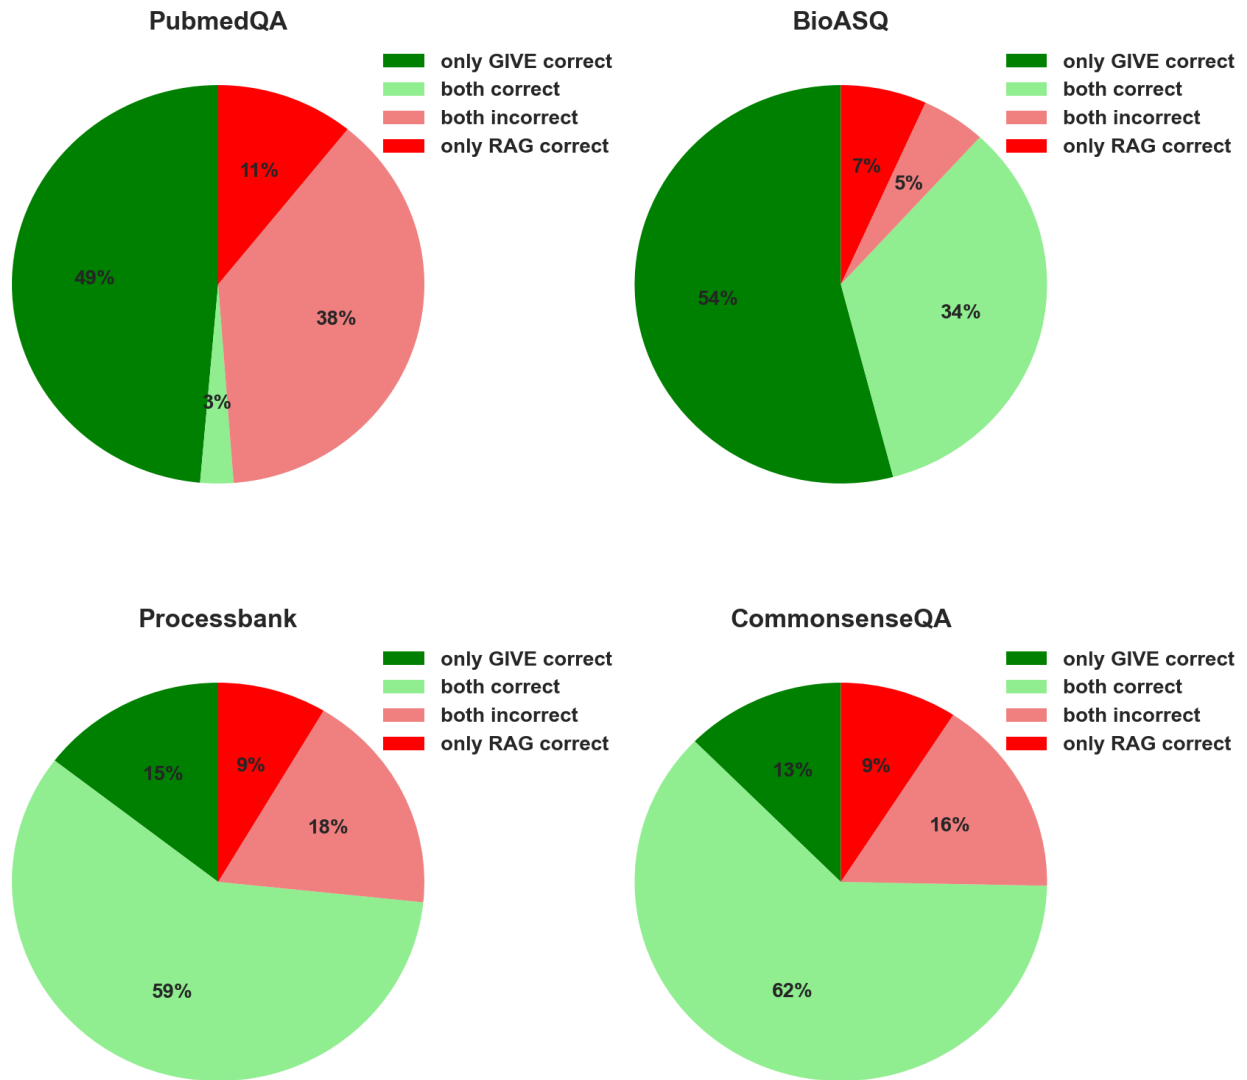 PubmedQA
only GIVE correct
both correct
both incorrect
only RAG correct
11%
49%
38%
3%
BioASQ
only GIVE correct
both correct
both incorrect
only RAG correct
7%
5%
54%
34%
Processbank
only GIVE correct
both correct
both incorrect
only RAG correct
9%
15%
18%
59%
CommonsenseQA
only GIVE correct
both correct
both incorrect
only RAG correct
9%
13%
16%
62%